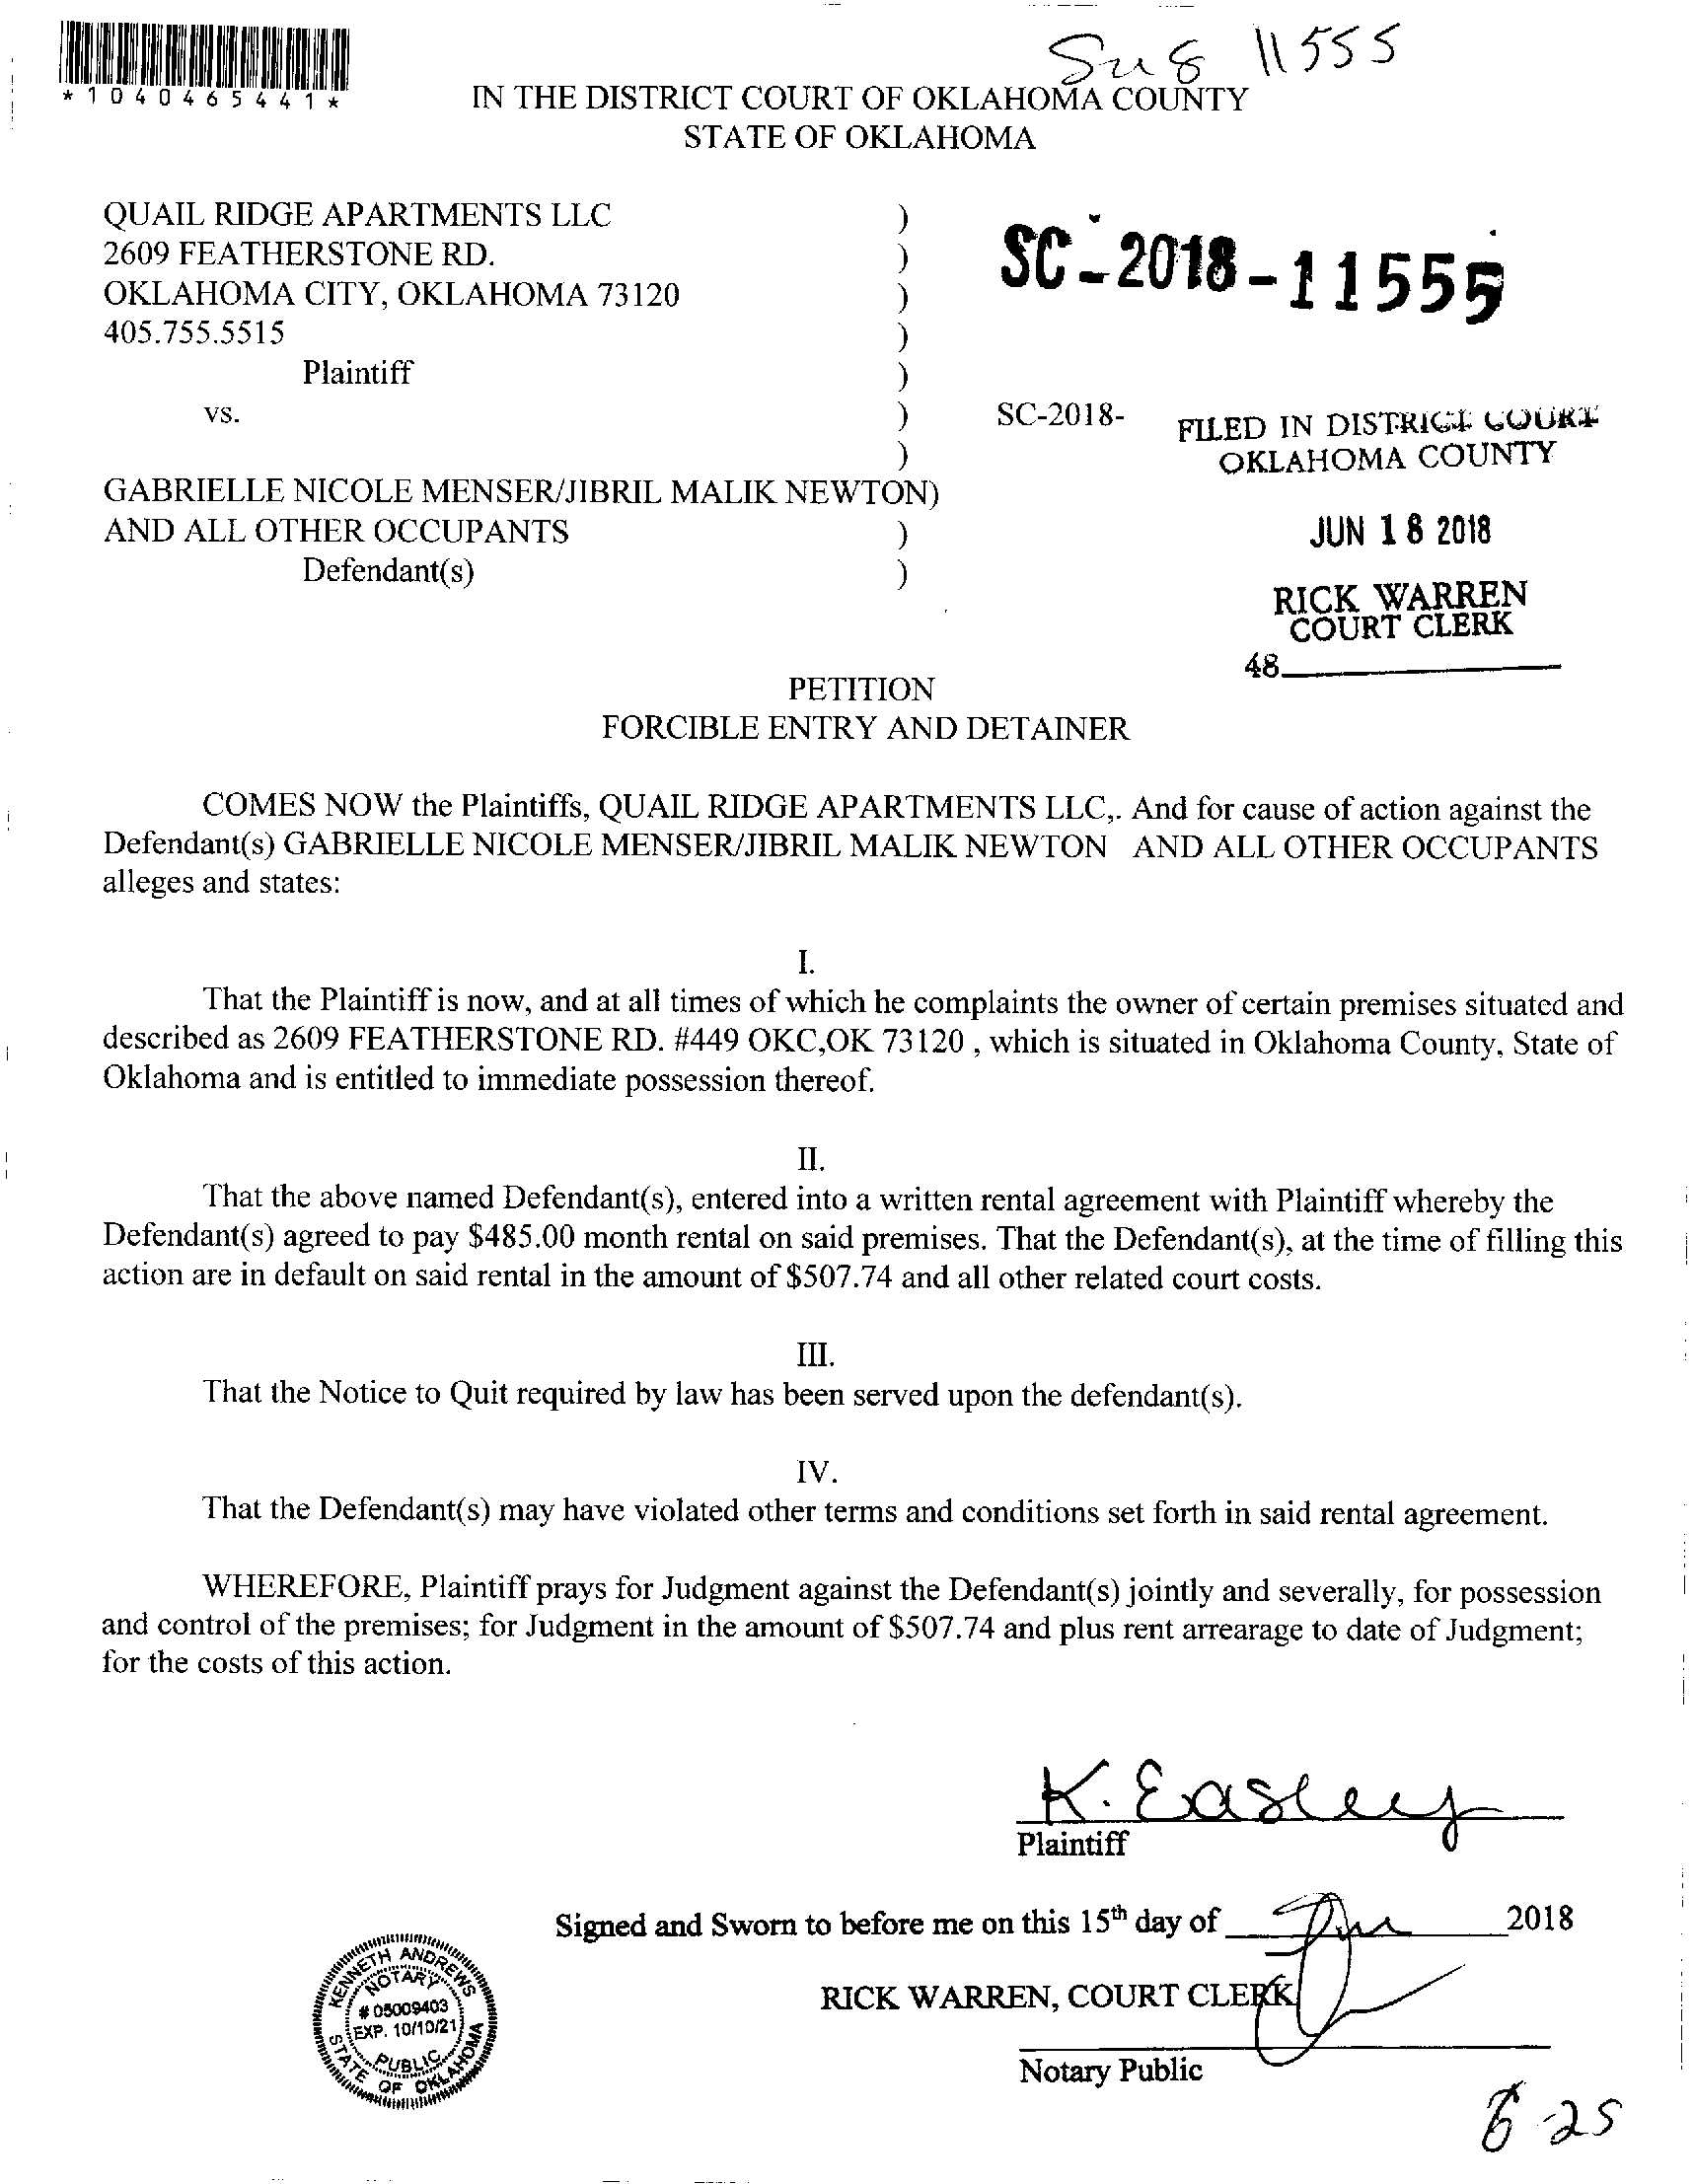 11555
*1040465441*
IN THE DISTRICT COURT OF OKLAHOMA COUNTY
STATE OF OKLAHOMA
QUAIL RIDGE APARTMENTS LLC )
2609 FEATHERSTONE RD. )
OKLAHOMA CITY, OKLAHOMA 73120 )
405.755.5515 )
Plaintiff )
vs. )
)
GABRIELLE NICOLE MENSER/JIBRIL MALIK NEWTON)
AND ALL OTHER OCCUPANTS )
Defendant(s) )
SC-2018-11555
SC-2018-
FILED IN DISTRICT COURT
OKLAHOMA COUNTY
JUN 18 2018
RICK WARREN
COURT CLERK
48
PETITION
FORCIBLE ENTRY AND DETAINER
COMES NOW the Plaintiffs, QUAIL RIDGE APARTMENTS LLC,. And for cause of action against the
Defendant(s) GABRIELLE NICOLE MENSER/JIBRIL MALIK NEWTON AND ALL OTHER OCCUPANTS
alleges and states:
I.
That the Plaintiff is now, and at all times of which he complaints the owner of certain premises situated and
described as 2609 FEATHERSTONE RD. #449 OKC,OK 73120 , which is situated in Oklahoma County, State of
Oklahoma and is entitled to immediate possession thereof.
II.
That the above named Defendant(s), entered into a written rental agreement with Plaintiff whereby the
Defendant(s) agreed to pay $485.00 month rental on said premises. That the Defendant(s), at the time of filling this
action are in default on said rental in the amount of $507.74 and all other related court costs.
III.
That the Notice to Quit required by law has been served upon the defendant(s).
IV.
That the Defendant(s) may have violated other terms and conditions set forth in said rental agreement.
WHEREFORE, Plaintiff prays for Judgment against the Defendant(s) jointly and severally, for possession
and control of the premises; for Judgment in the amount of $507.74 and plus rent arrearage to date of Judgment;
for the costs of this action.
K. Easley
Plaintiff
Signed and Sworn to before me on this 15th day of 2018
RICK WARREN, COURT CLERK
Notary Public
KENNETH ANDREWS
NOTARY
# 05009403
EXP. 10/10/21
PUBLIC
STATE OF OKLAHOMA
6-25